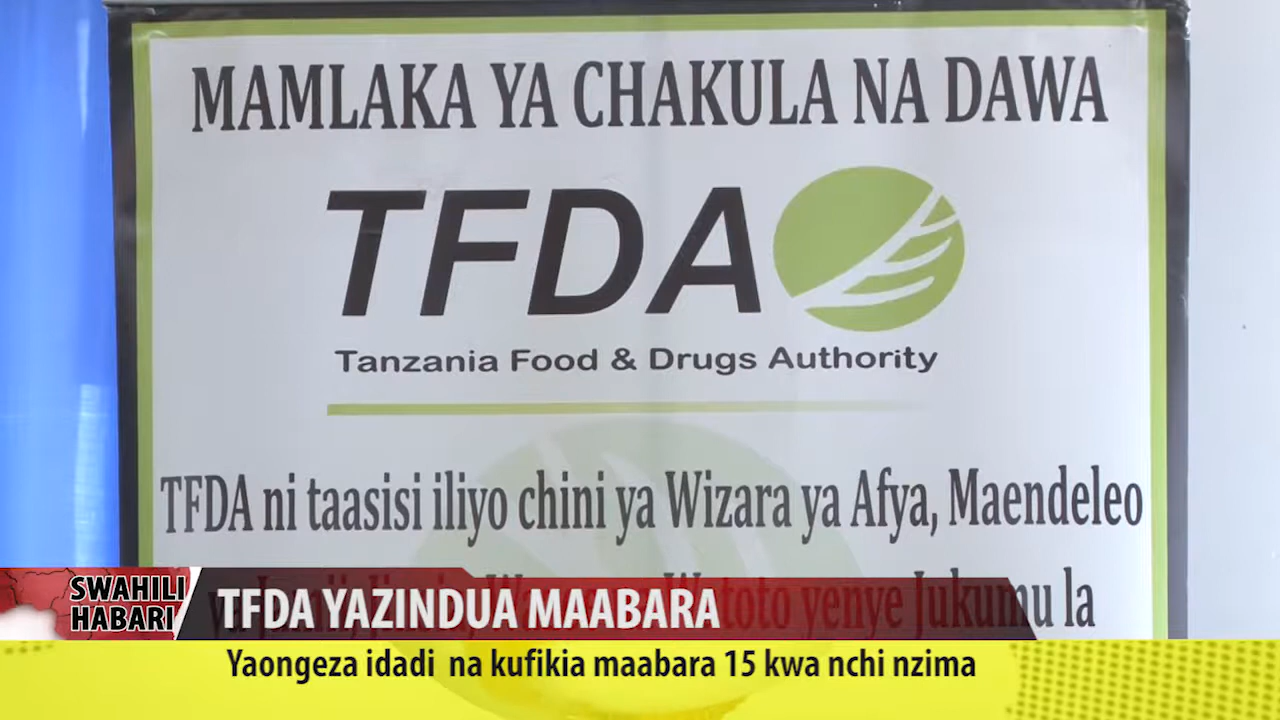 MAMLAKA YA CHAKULA NA DAWA
TFDA
Tanzania Food & Drugs Authority
TFDA ni taasisi iliyo chini ya Wizara ya Afya, Maendeleo
Watoto yenye Jukumu la
SWAHILI
HABARI
TFDA YAZINDUA MAABARA
Yaongeza idadi na kufikia maabara 15 kwa nchi nzima